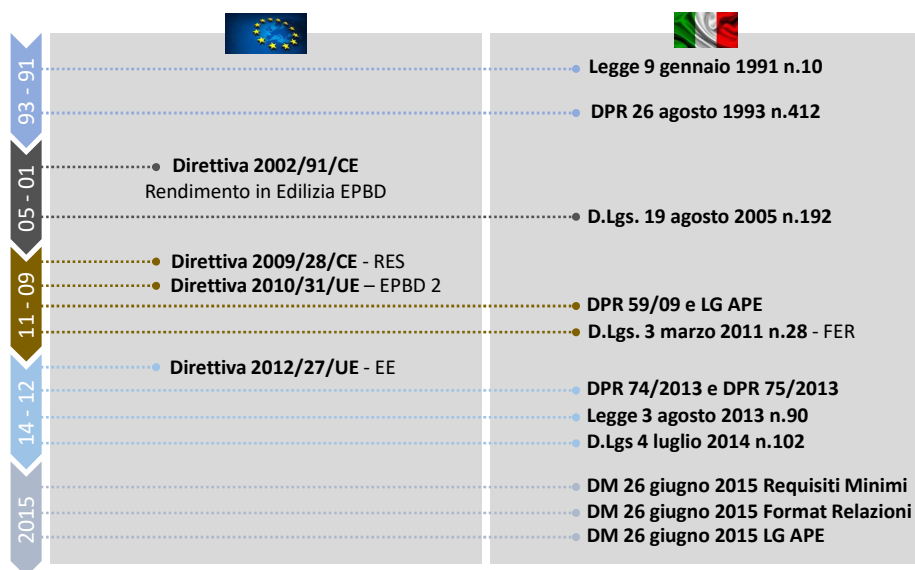 93 - 91
Legge 9 gennaio 1991 n.10
DPR 26 agosto 1993 n.412
05 - 01
Direttiva 2002/91/CE
Rendimento in Edilizia EPBD
D.Lgs. 19 agosto 2005 n.192
11 - 09
Direttiva 2009/28/CE - RES
Direttiva 2010/31/UE – EPBD 2
DPR 59/09 e LG APE
D.Lgs. 3 marzo 2011 n.28 - FER
14 - 12
Direttiva 2012/27/UE - EE
DPR 74/2013 e DPR 75/2013
Legge 3 agosto 2013 n.90
D.Lgs 4 luglio 2014 n.102
2015
DM 26 giugno 2015 Requisiti Minimi
DM 26 giugno 2015 Format Relazioni
DM 26 giugno 2015 LG APE